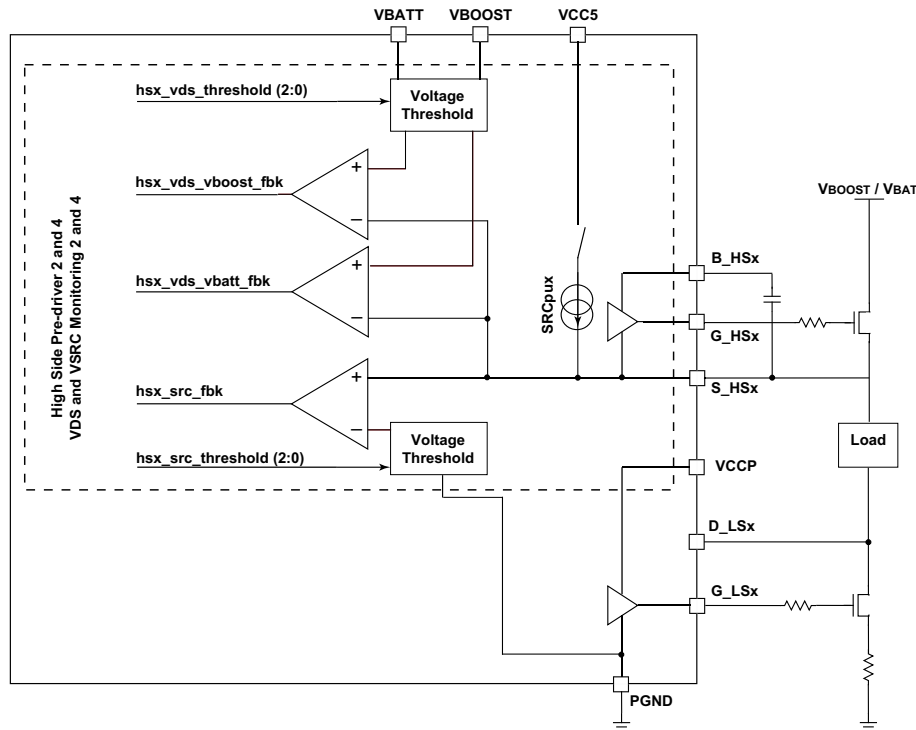 VBATT
VBOOST
VCC5
hsx_vds_threshold (2:0)
Voltage
Threshold
+
hsx_vds_vboost_fbk
−
VBOOST / VBAT
High Side Pre-driver 2 and 4
VDS and VSRC Monitoring 2 and 4
+
hsx_vds_vbatt_fbk
−
SRCpux
B_HSx
G_HSx
+
hsx_src_fbk
−
S_HSx
Voltage
Threshold
hsx_src_threshold (2:0)
Load
VCCP
D_LSx
G_LSx
PGND